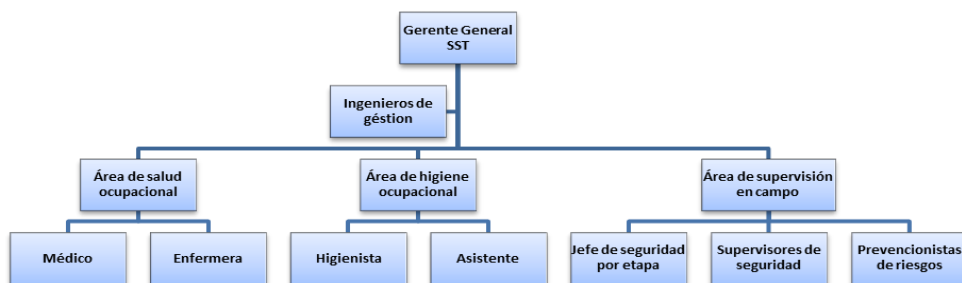 Gerente General
SST
Ingenieros de
géstion
Área de salud
ocupacional
Área de higiene
ocupacional
Área de supervisión
en campo
Médico
Enfermera
Higienista
Asistente
Jefe de seguridad
por etapa
Supervisores de
seguridad
Prevencionistas
de riesgos